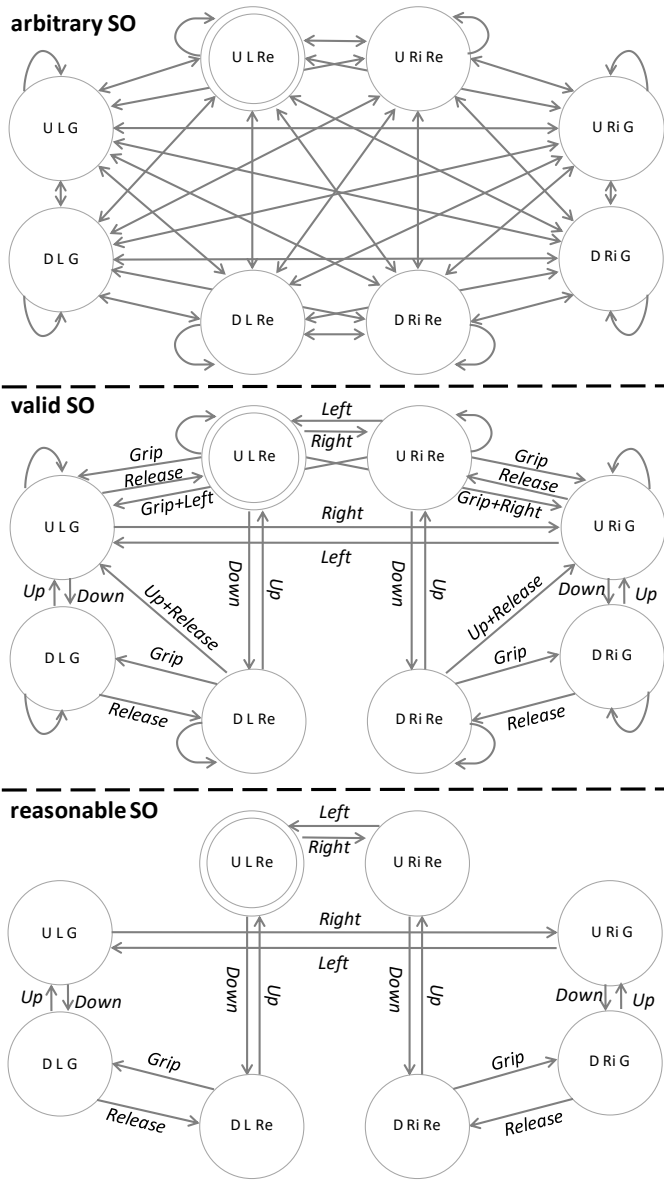 arbitrary SO
U L Re
U Ri Re
U L G
U Ri G
D L G
D Ri G
D L Re
D Ri Re
valid SO
Left
Right
U L Re
U Ri Re
Grip
Release
Grip+Left
Grip
Release
Grip+Right
U L G
U Ri G
Right
Left
Down
Up
Down
Up
Up
Down
Down
Up
Up+Release
Up+Release
D L G
D Ri G
Grip
Release
Grip
Release
D L Re
D Ri Re
reasonable SO
Left
Right
U L Re
U Ri Re
U L G
U Ri G
Right
Left
Down
Up
Down
Up
Up
Down
Down
Up
D L G
D Ri G
Grip
Release
Grip
Release
D L Re
D Ri Re